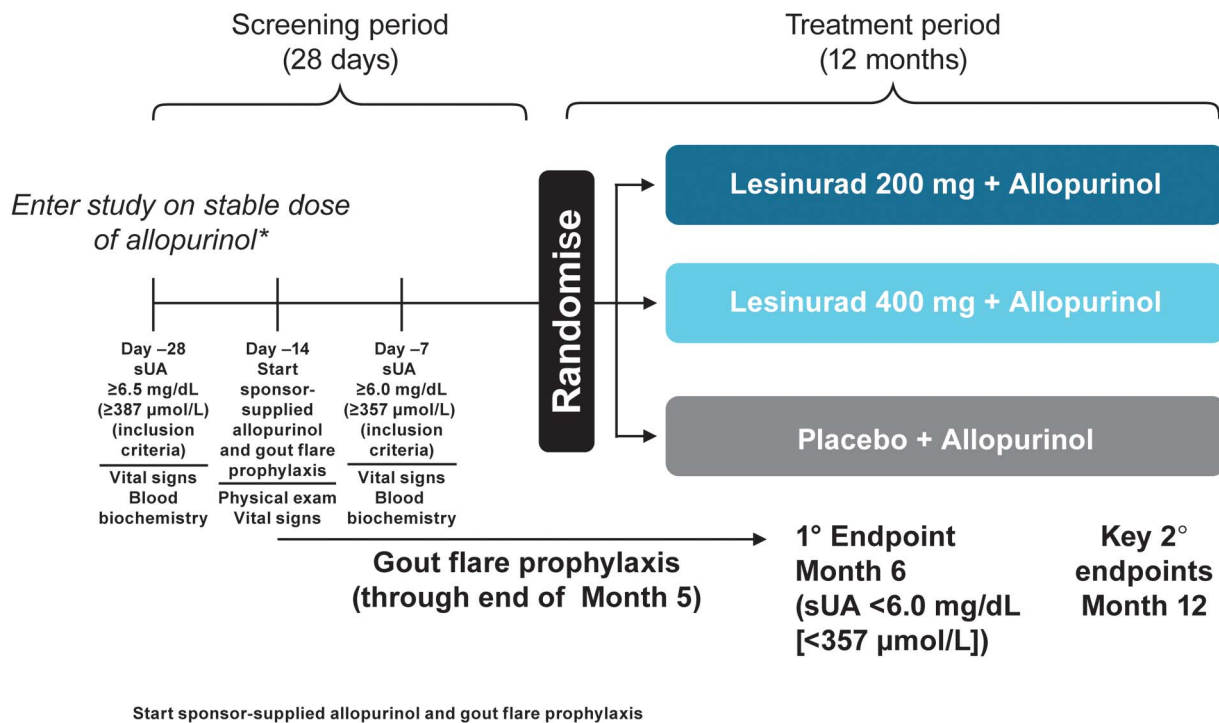 Screening period
(28 days)
Treatment period
(12 months)
Enter study on stable dose
of allopurinol*
Day –28
sUA
≥6.5 mg/dL
(≥387 µmol/L)
(inclusion
criteria)
Vital signs
Blood
biochemistry
Day –14
Start
sponsor-
supplied
allopurinol
and gout flare
prophylaxis
Physical exam
Vital signs
Day –7
sUA
≥6.0 mg/dL
(≥357 µmol/L)
(inclusion
criteria)
Vital signs
Blood
biochemistry
Randomise
Lesinurad 200 mg + Allopurinol
Lesinurad 400 mg + Allopurinol
Placebo + Allopurinol
Gout flare prophylaxis
(through end of Month 5)
1° Endpoint
Month 6
(sUA <6.0 mg/dL
[<357 µmol/L])
Key 2°
endpoints
Month 12
Start sponsor-supplied allopurinol and gout flare prophylaxis